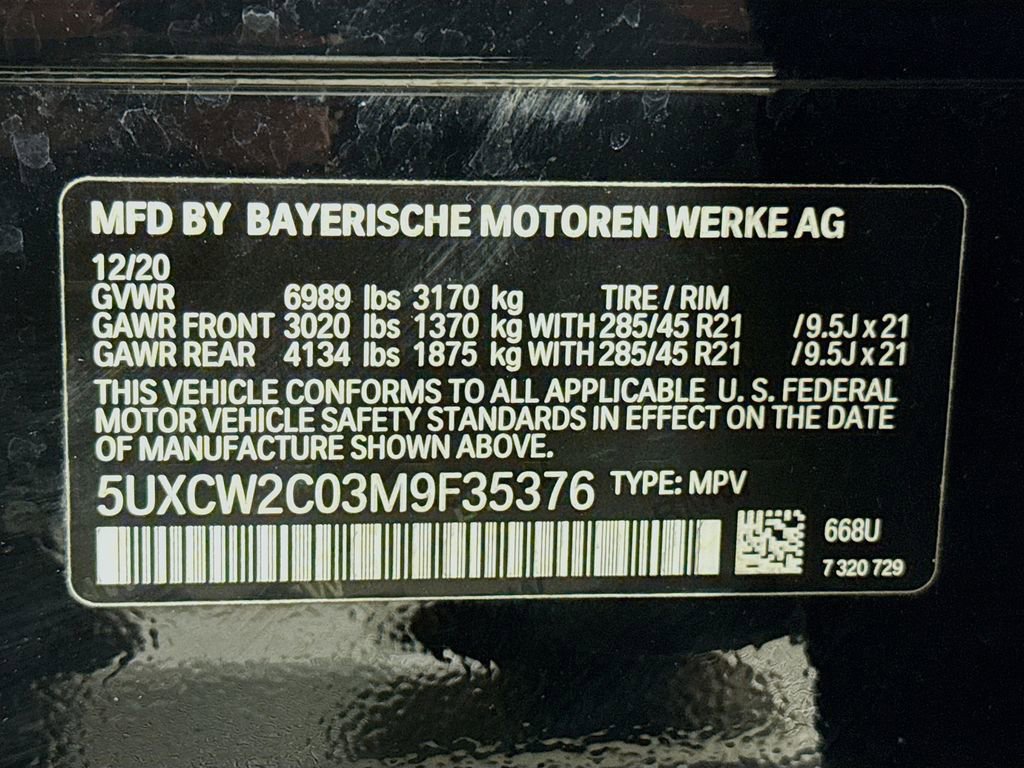 MFD BY BAYERISCHE MOTOREN WERKE AG
12/20
GVWR 6989 lbs 3170 kg TIRE / RIM
GAWR FRONT 3020 lbs 1370 kg WITH 285/45 R21 /9.5J x 21
GAWR REAR 4134 lbs 1875 kg WITH 285/45 R21 /9.5J x 21
THIS VEHICLE CONFORMS TO ALL APPLICABLE U. S. FEDERAL
MOTOR VEHICLE SAFETY STANDARDS IN EFFECT ON THE DATE
OF MANUFACTURE SHOWN ABOVE.
5UXCW2C03M9F35376 TYPE: MPV
668U
7 320 729